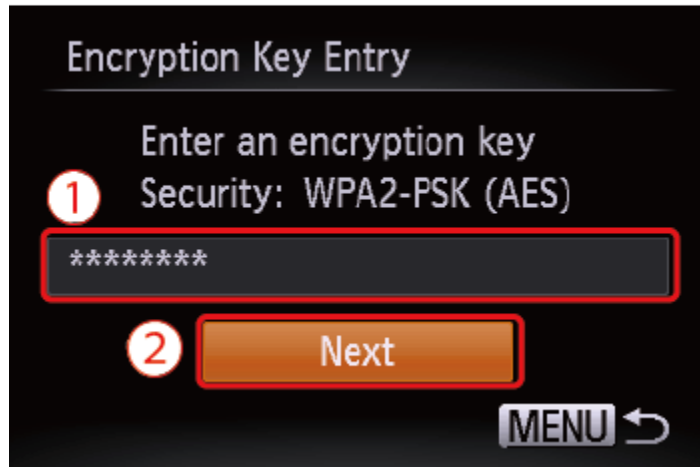 Encryption Key Entry
Enter an encryption key
1
Security: WPA2-PSK (AES)
********
2
Next
MENU